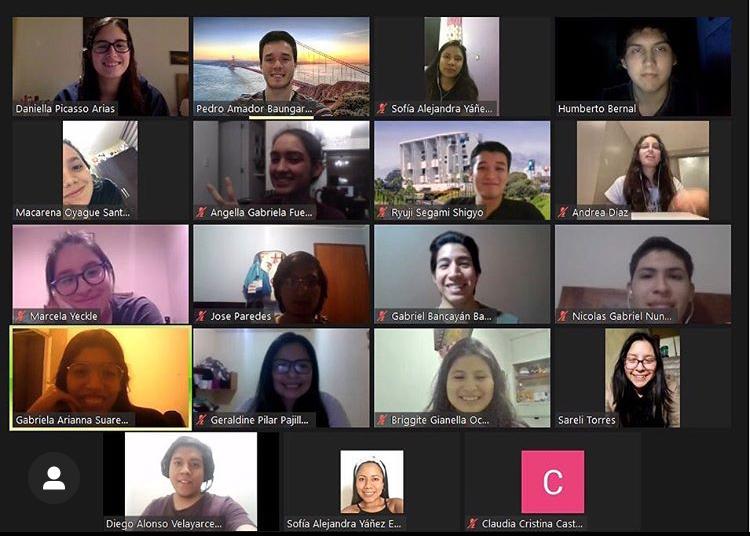 Daniella Picasso Arias
Pedro Amador Baungar...
Sofía Alejandra Yáñe...
Humberto Bernal
Macarena Oyague Sant...
Angella Gabriela Fue...
Ryuji Segami Shigyo
Andrea Diaz
Marcela Yeckle
Jose Paredes
Gabriel Bancayán Ba...
Nicolas Gabriel Nun...
Gabriela Arianna Suare...
Geraldine Pilar Pajill...
Briggite Gianella Oc...
Sareli Torres
Diego Alonso Velayarce...
Sofía Alejandra Yáñez E...
C
Claudia Cristina Cast...